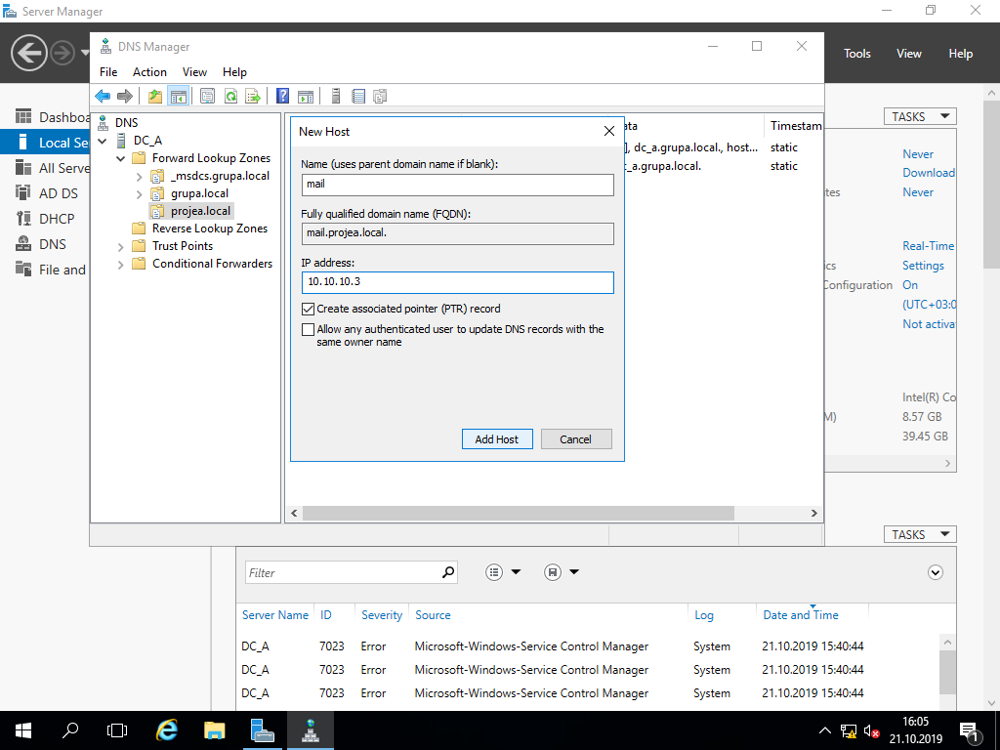 Server Manager
DNS Manager
Tools View Help
File Action View Help
Dashboa
Local Se
All Serve
AD DS
DHCP
DNS
File and
DNS
DC_A
Forward Lookup Zones
_msdcs.grupa.local
grupa.local
projea.local
Reverse Lookup Zones
Trust Points
Conditional Forwarders
New Host
Name (uses parent domain name if blank):
mail
Fully qualified domain name (FQDN):
mail.projea.local.
IP address:
10.10.10.3
Create associated pointer (PTR) record
Allow any authenticated user to update DNS records with the
same owner name
Add Host Cancel
ata Timestam
], dc_a.grupa.local., host... static
c_a.grupa.local. static
TASKS
Never
Download
tes Never
Real-Time
ics Settings
Configuration On
(UTC+03:0
Not activa
Intel(R) Co
M) 8.57 GB
39.45 GB
TASKS
Filter
Server Name ID Severity Source Log Date and Time
DC_A 7023 Error Microsoft-Windows-Service Control Manager System 21.10.2019 15:40:44
DC_A 7023 Error Microsoft-Windows-Service Control Manager System 21.10.2019 15:40:44
DC_A 7023 Error Microsoft-Windows-Service Control Manager System 21.10.2019 15:40:44
16:05
21.10.2019
1